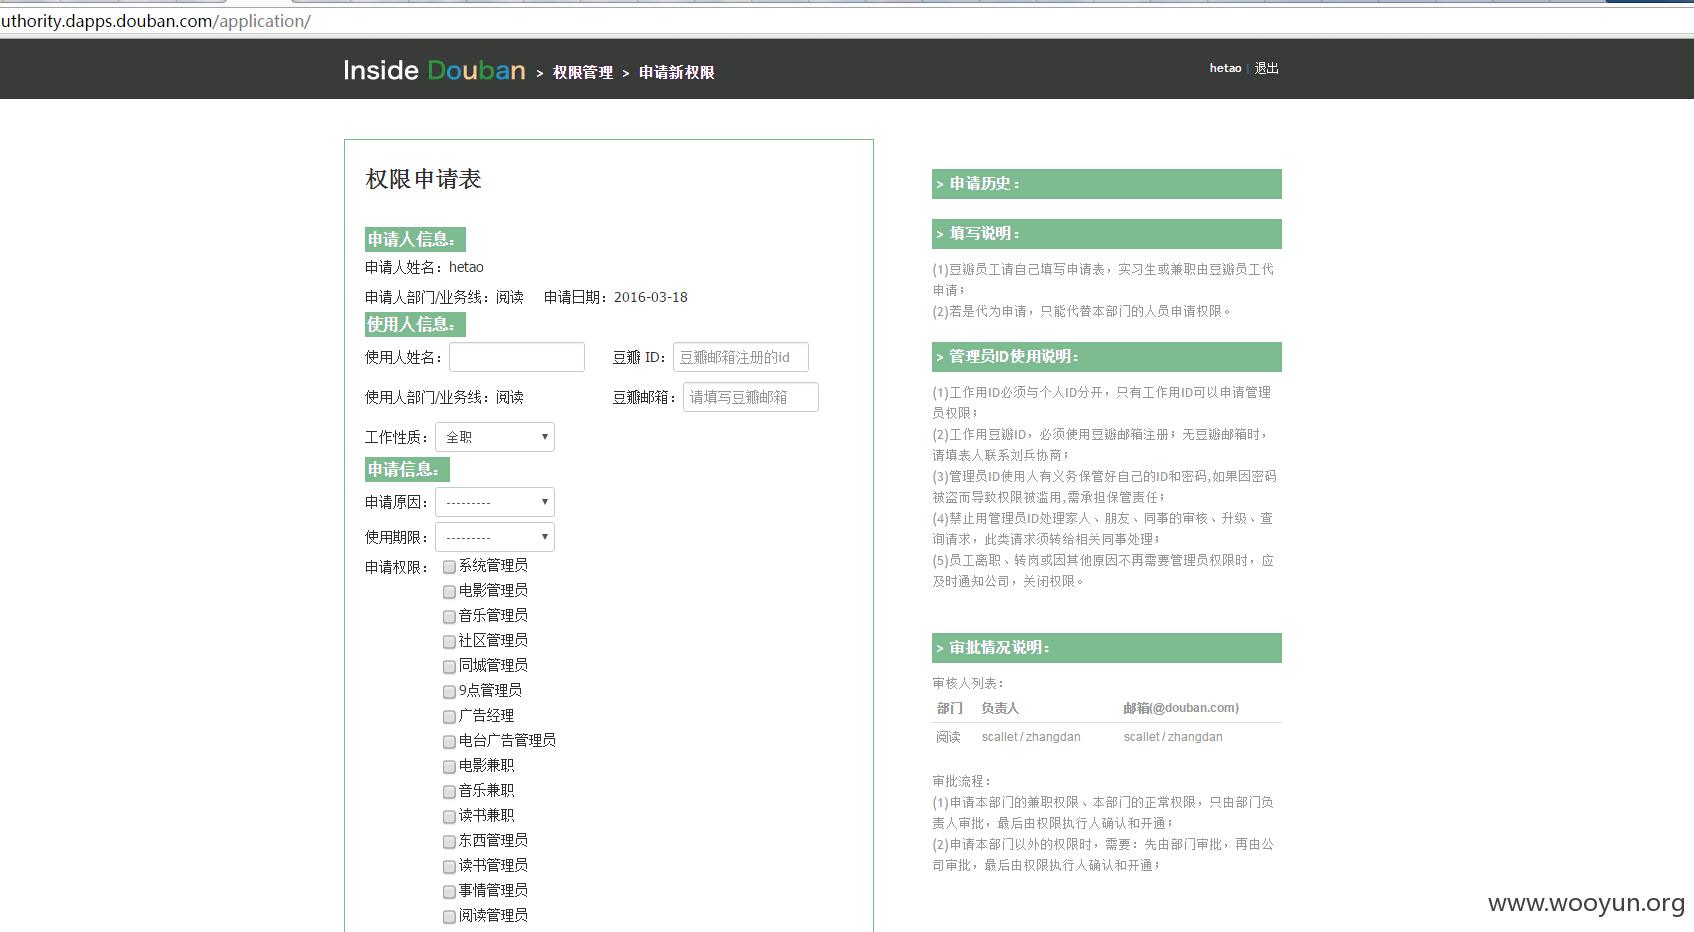 uthority.dapps.douban.com/application/
Inside Douban > 权限管理 > 申请新权限
hetao | 退出
权限申请表
申请人信息：
申请人姓名：hetao
申请人部门/业务线：阅读 申请日期：2016-03-18
使用人信息：
使用人姓名： 豆瓣 ID： 豆瓣邮箱注册的id
使用人部门/业务线：阅读 豆瓣邮箱： 请填写豆瓣邮箱
工作性质： 全职
申请信息：
申请原因： ---------
使用期限： ---------
申请权限： 系统管理员
电影管理员
音乐管理员
社区管理员
同城管理员
9点管理员
广告经理
电台广告管理员
电影兼职
音乐兼职
读书兼职
东西管理员
读书管理员
事情管理员
阅读管理员
> 申请历史：
> 填写说明：
(1)豆瓣员工请自己填写申请表，实习生或兼职由豆瓣员工代
申请；
(2)若是代为申请，只能代替本部门的人员申请权限。
> 管理员ID使用说明：
(1)工作用ID必须与个人ID分开，只有工作用ID可以申请管理
员权限；
(2)工作用豆瓣ID，必须使用豆瓣邮箱注册；无豆瓣邮箱时，
请填表人联系刘兵协商；
(3)管理员ID使用人有义务保管好自己的ID和密码,如果因密码
被盗而导致权限被滥用,需承担保管责任；
(4)禁止用管理员ID处理家人、朋友、同事的审核、升级、查
询请求，此类请求须转给相关同事处理；
(5)员工离职、转岗或因其他原因不再需要管理员权限时，应
及时通知公司，关闭权限。
> 审批情况说明：
审核人列表：
部门 负责人 邮箱(@douban.com)
阅读 scallet / zhangdan scallet / zhangdan
审批流程：
(1)申请本部门的兼职权限、本部门的正常权限，只由部门负
责人审批，最后由权限执行人确认和开通；
(2)申请本部门以外的权限时，需要：先由部门审批，再由公
司审批，最后由权限执行人确认和开通；
www.wooyun.org